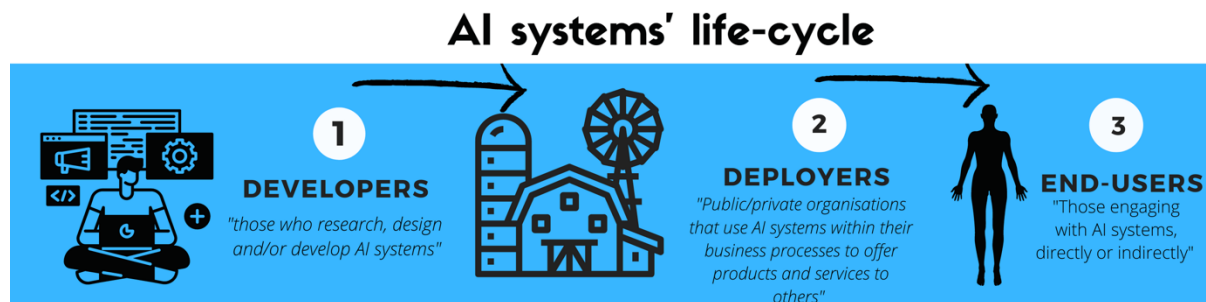 AI systems' life-cycle
1
DEVELOPERS
"those who research, design
and/or develop AI systems"
</>
2
DEPLOYERS
"Public/private organisations
that use AI systems within their
business processes to offer
products and services to
others"
3
END-USERS
"Those engaging
with AI systems,
directly or indirectly"